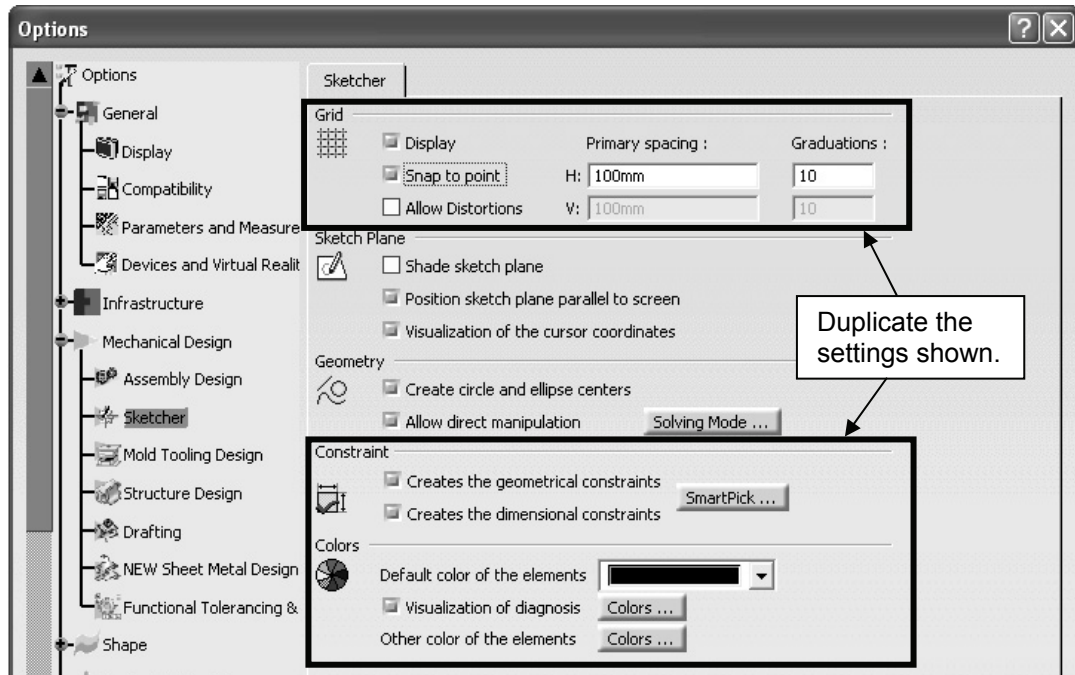 Options
Options
General
Display
Compatibility
Parameters and Measure
Devices and Virtual Realit
Infrastructure
Mechanical Design
Assembly Design
Sketcher
Mold Tooling Design
Structure Design
Drafting
NEW Sheet Metal Design
Functional Tolerancing &
Shape
Sketcher
Grid
Display Primary spacing : Graduations :
Snap to point H: 100mm 10
Allow Distortions V: 100mm 10
Sketch Plane
Shade sketch plane
Position sketch plane parallel to screen
Visualization of the cursor coordinates
Geometry
Create circle and ellipse centers
Allow direct manipulation Solving Mode ...
Constraint
Creates the geometrical constraints
SmartPick ...
Creates the dimensional constraints
Colors
Default color of the elements
Visualization of diagnosis Colors ...
Other color of the elements Colors ...
Duplicate the
settings shown.